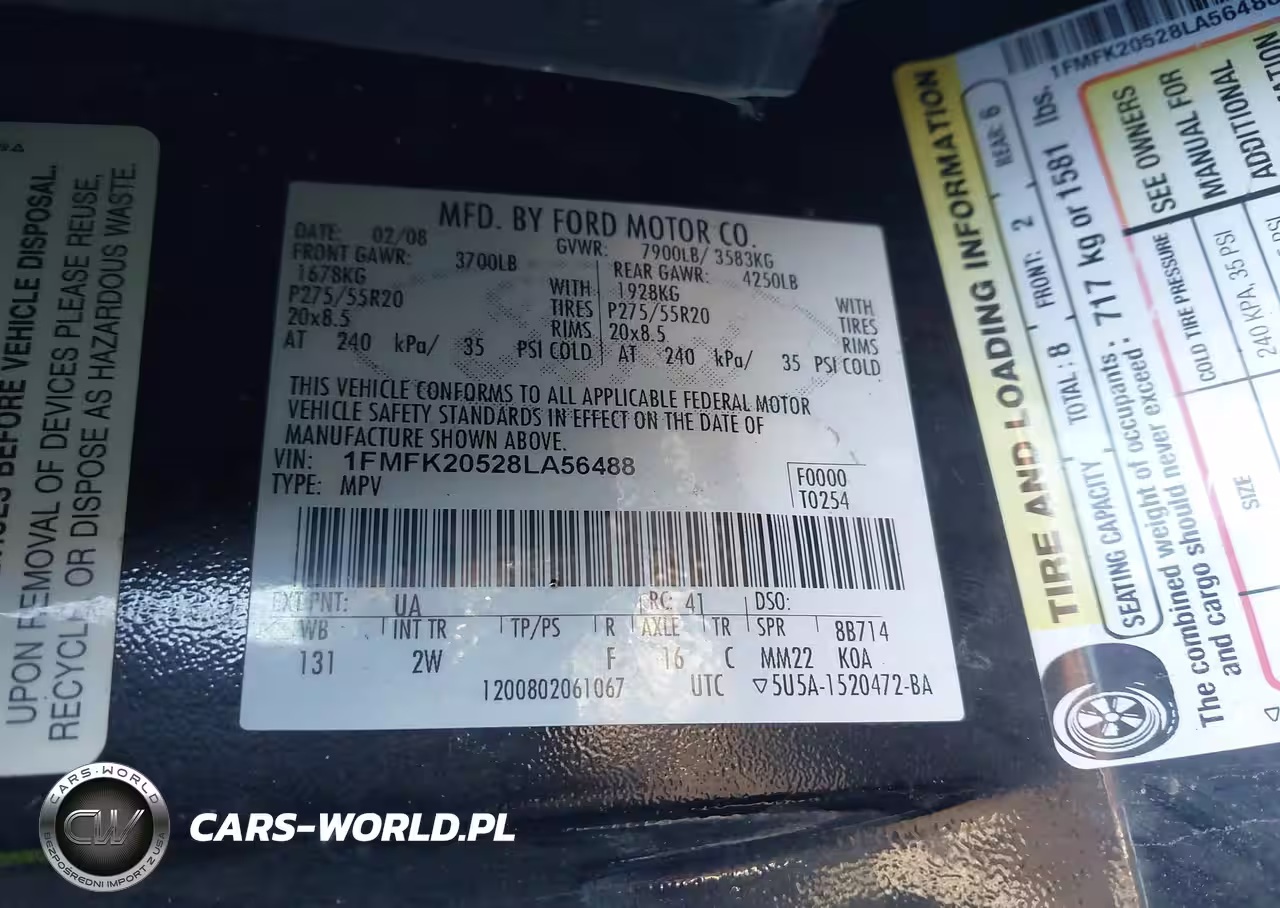 NCES BEFORE VEHICLE DISPOSAL.
UPON REMOVAL OF DEVICES PLEASE REUSE,
RECYCLE OR DISPOSE AS HAZARDOUS WASTE.
MFD. BY FORD MOTOR CO.
DATE: 02/08 GVWR: 7900LB/ 3583KG
FRONT GAWR: 3700LB REAR GAWR: 4250LB
1678KG WITH 1928KG WITH
P275/55R20 TIRES P275/55R20 TIRES
20x8.5 RIMS 20x8.5 RIMS
AT 240 kPa/ 35 PSI COLD AT 240 kPa/ 35 PSI COLD
THIS VEHICLE CONFORMS TO ALL APPLICABLE FEDERAL MOTOR
VEHICLE SAFETY STANDARDS IN EFFECT ON THE DATE OF
MANUFACTURE SHOWN ABOVE.
VIN: 1FMFK20528LA56488
TYPE: MPV
F0000
T0254
EXT PNT: UA RC: 41 DSO:
WB INT TR TP/PS R AXLE TR SPR 8B714
131 2W F 16 C MM22 KOA
1200802061067 UTC ▽5U5A-1520472-BA
1FMFK20528LA56488
TIRE AND LOADING INFORMATION
SEATING CAPACITY TOTAL: 8 FRONT: 2 REAR: 6
The combined weight of occupants: 717 kg or 1581 lbs.
and cargo should never exceed:
SIZE COLD TIRE PRESSURE SEE OWNERS
MANUAL FOR
ADDITIONAL
240 KPA, 35 PSI
CARS-WORLD
CW
BEZPOŚREDNI IMPORT Z USA
CARS-WORLD.PL